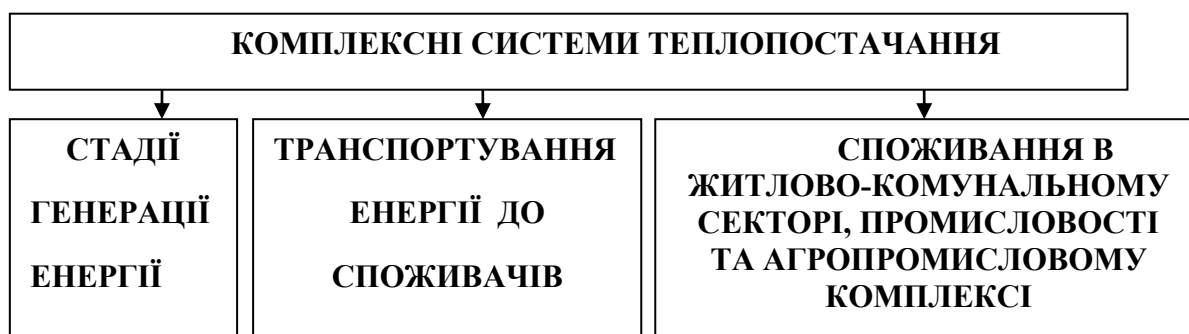 КОМПЛЕКСНІ СИСТЕМИ ТЕПЛОПОСТАЧАННЯ
СТАДІЇ
ГЕНЕРАЦІЇ
ЕНЕРГІЇ
ТРАНСПОРТУВАННЯ
ЕНЕРГІЇ ДО
СПОЖИВАЧІВ
СПОЖИВАННЯ В
ЖИТЛОВО-КОМУНАЛЬНОМУ
СЕКТОРІ, ПРОМИСЛОВОСТІ
ТА АГРОПРОМИСЛОВОМУ
КОМПЛЕКСІ